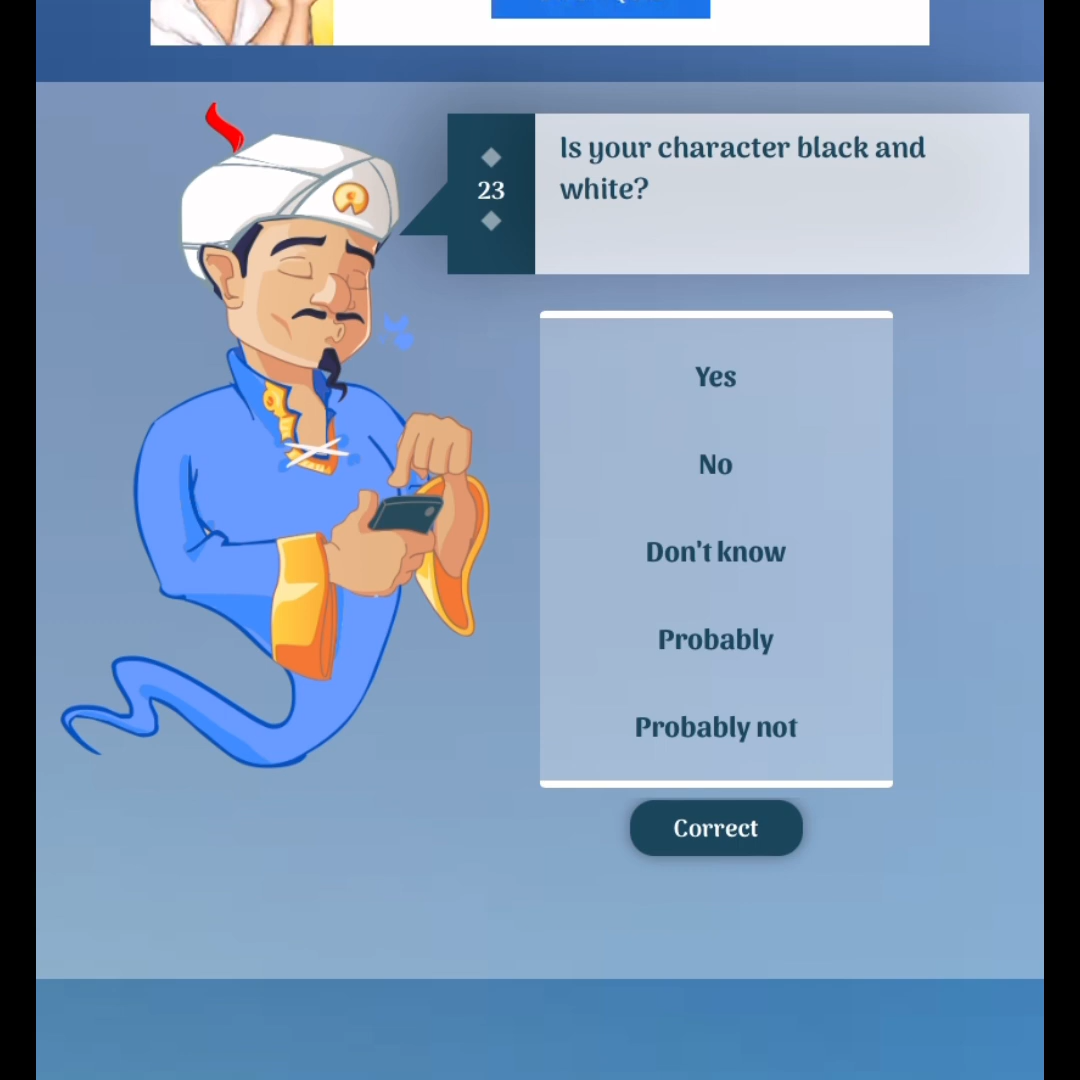 23
Is your character black and
white?
Yes
No
Don't know
Probably
Probably not
Correct